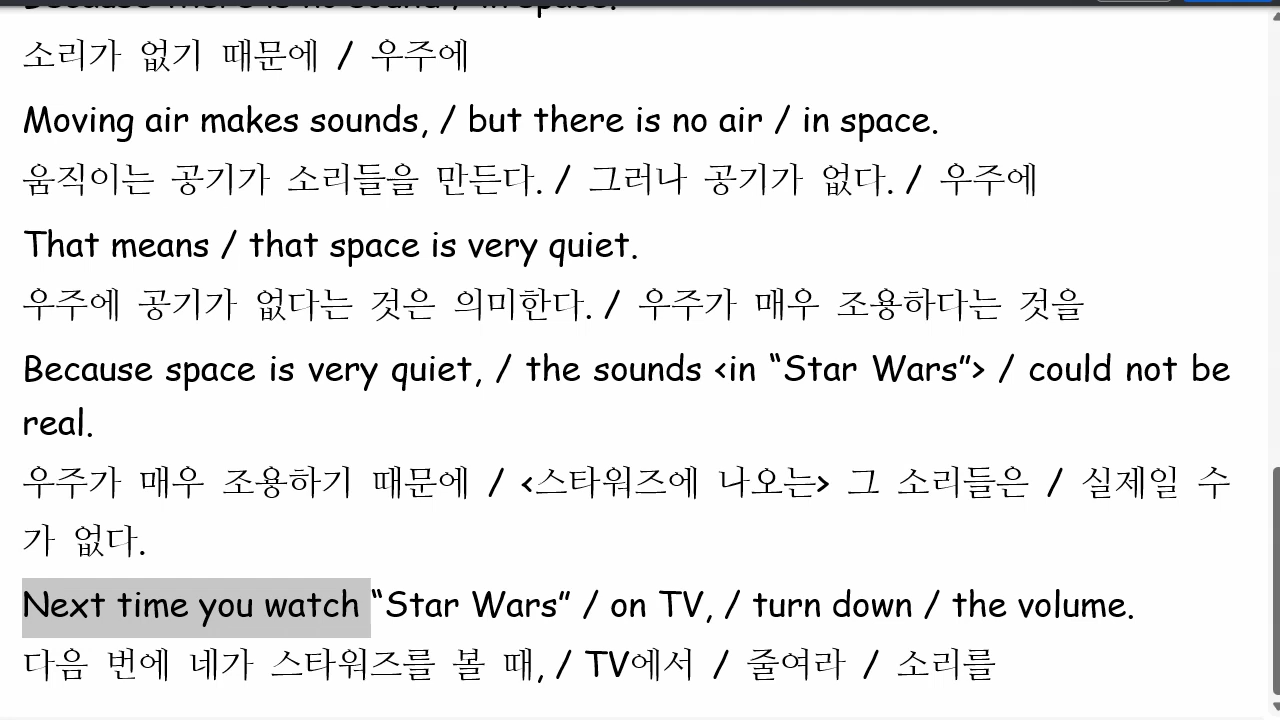 Because there is no sound / in space.
소리가 없기 때문에 / 우주에
Moving air makes sounds, / but there is no air / in space.
움직이는 공기가 소리들을 만든다. / 그러나 공기가 없다. / 우주에
That means / that space is very quiet.
우주에 공기가 없다는 것은 의미한다. / 우주가 매우 조용하다는 것을
Because space is very quiet, / the sounds <in “Star Wars”> / could not be
real.
우주가 매우 조용하기 때문에 / <스타워즈에 나오는> 그 소리들은 / 실제일 수
가 없다.
Next time you watch “Star Wars” / on TV, / turn down / the volume.
다음 번에 네가 스타워즈를 볼 때, / TV에서 / 줄여라 / 소리를